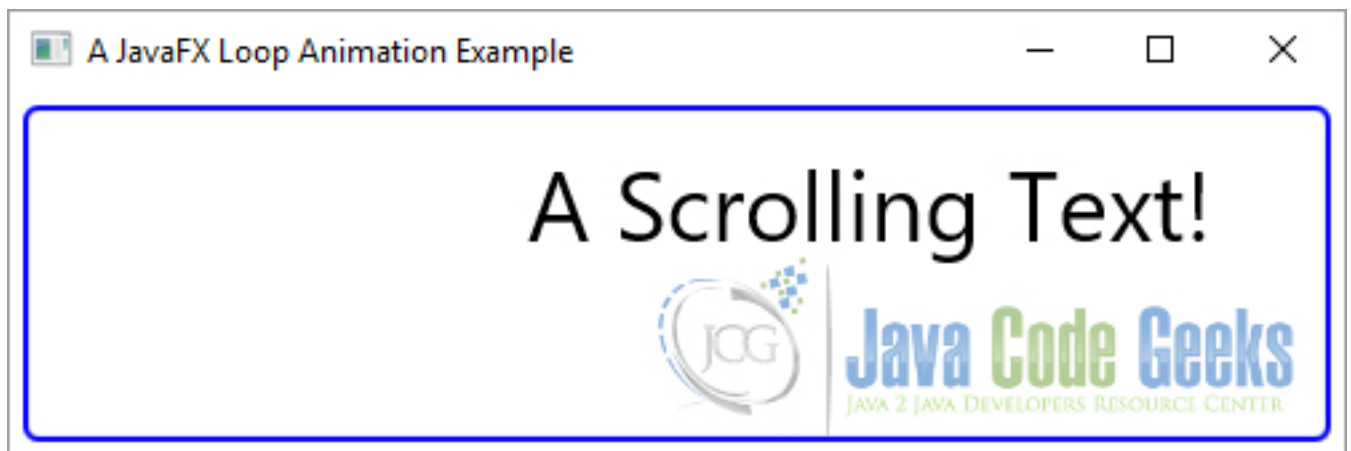 A JavaFX Loop Animation Example
A Scrolling Text!
JCG
Java Code Geeks
JAVA 2 JAVA DEVELOPERS RESOURCE CENTER